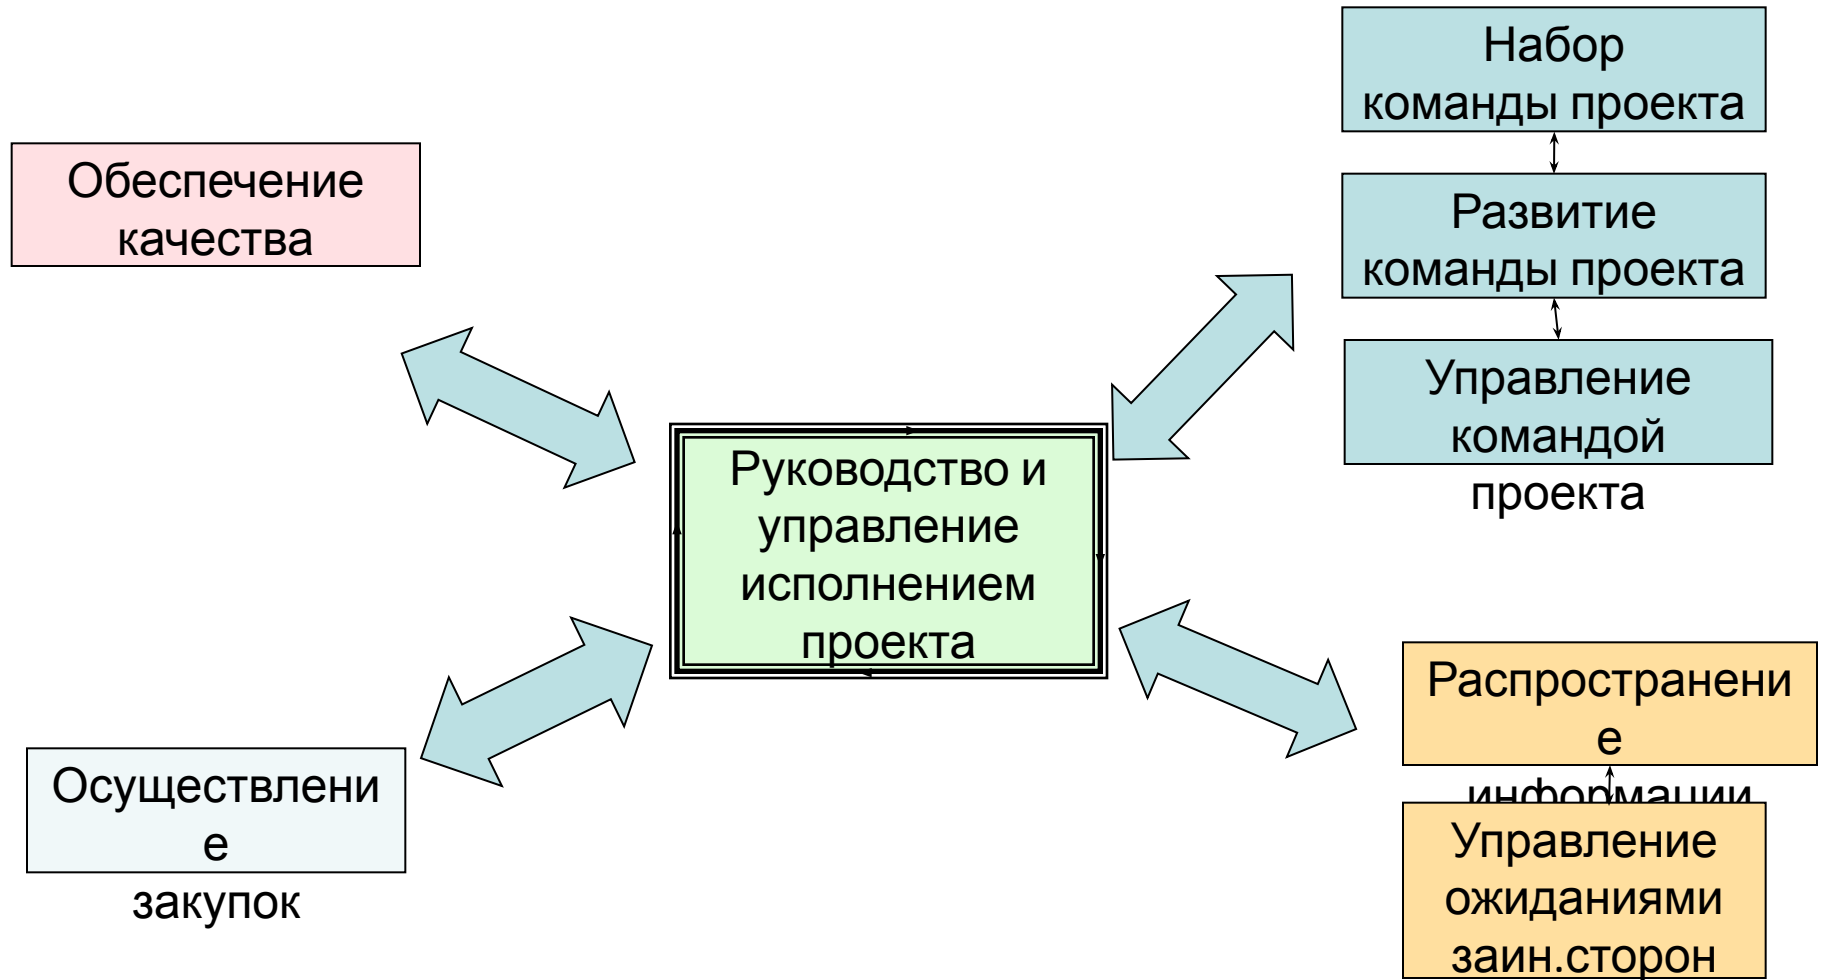 Набор
команды проекта
Обеспечение
качества
Развитие
команды проекта
Управление
командой
проекта
Руководство и
управление
исполнением
проекта
Распространени
е
информации
Осуществлени
е
закупок
Управление
ожиданиями
заин.сторон